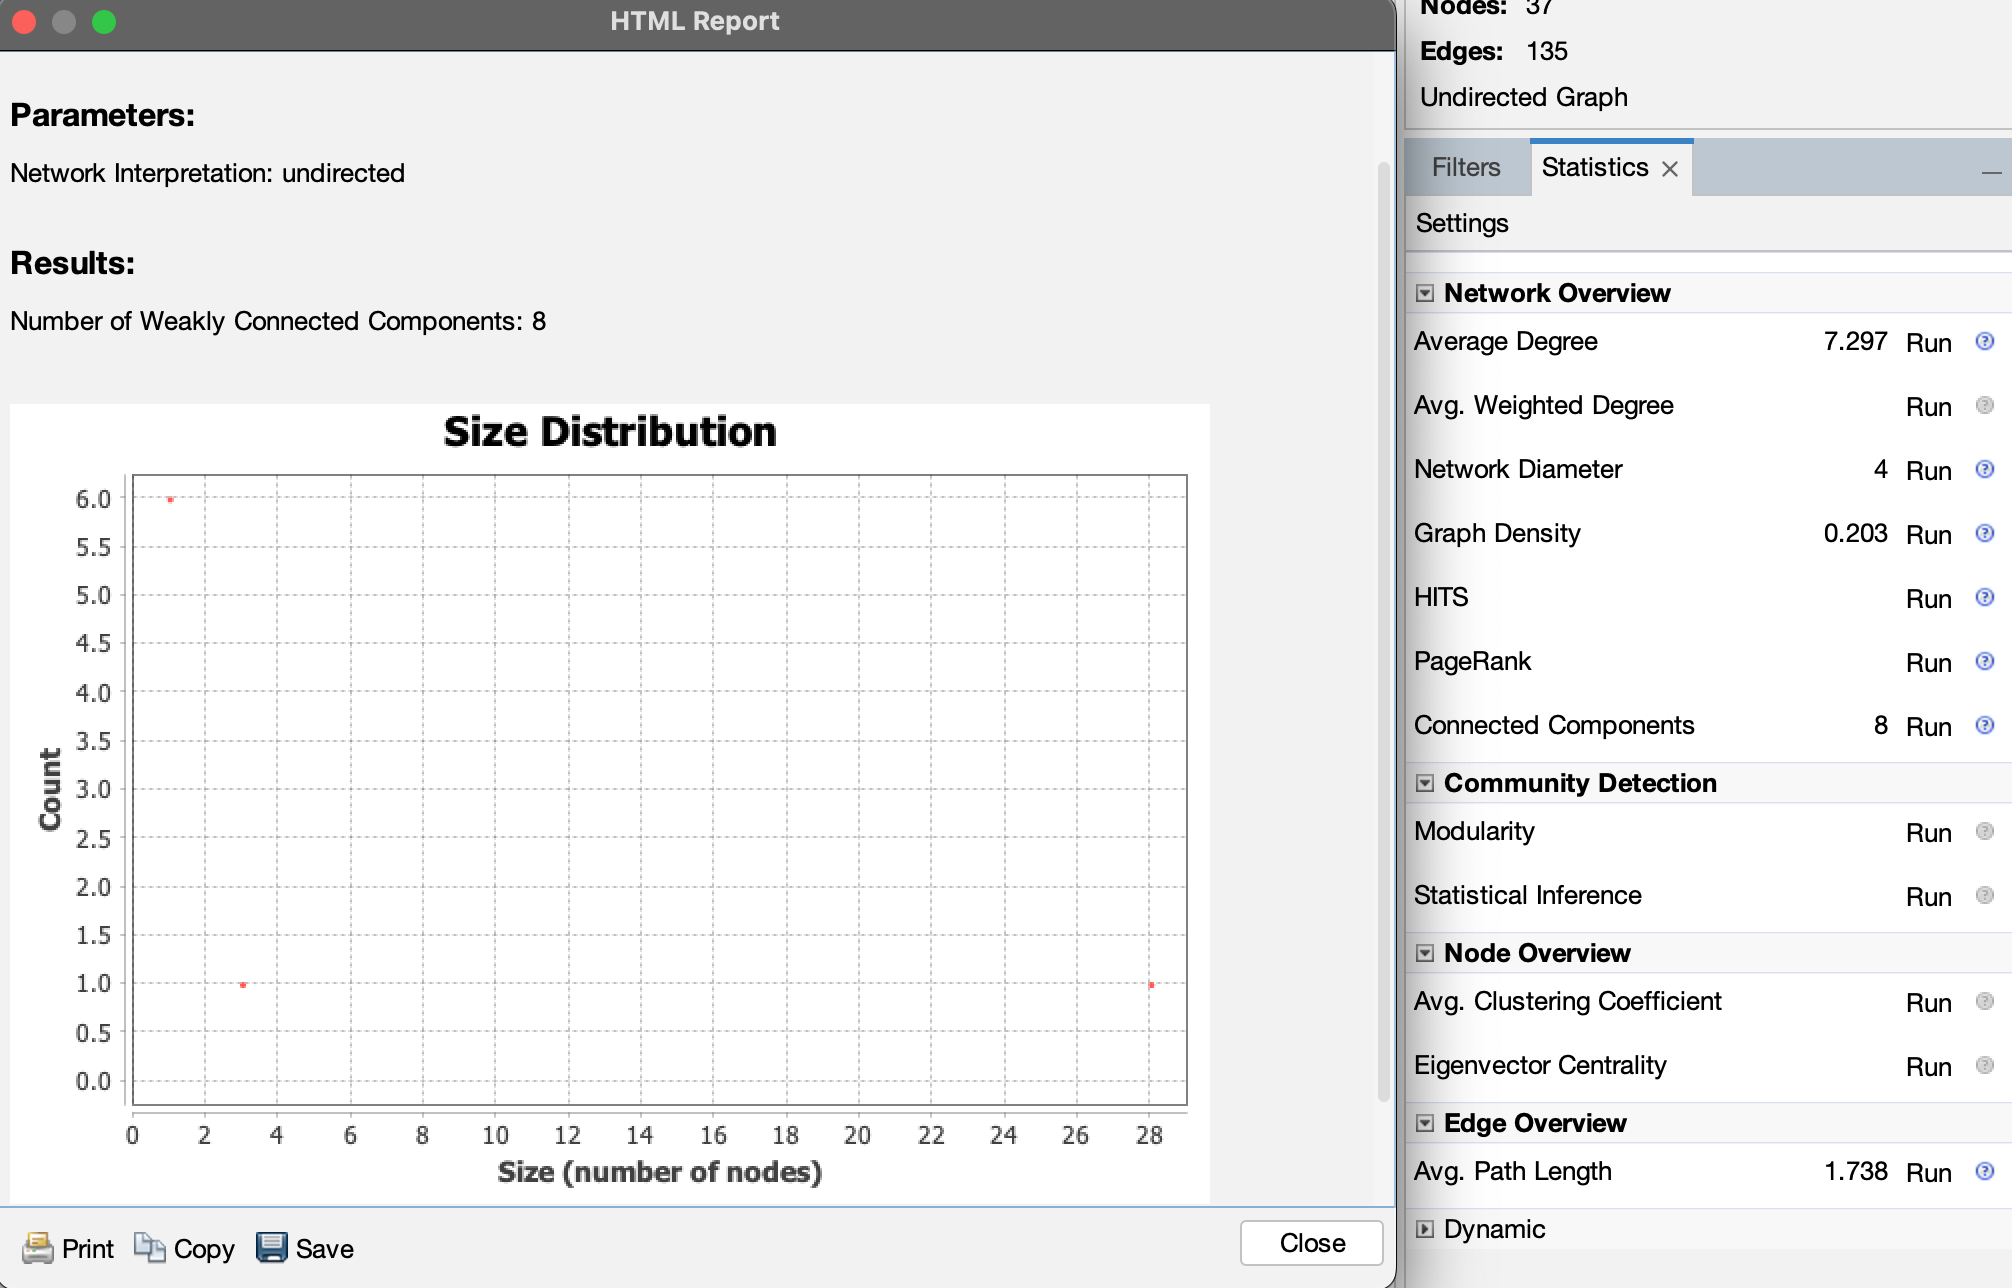 HTML Report
Parameters:
Network Interpretation: undirected
Results:
Number of Weakly Connected Components: 8
Size Distribution
6.0
5.5
5.0
4.5
4.0
3.5
3.0
2.5
2.0
1.5
1.0
0.5
0.0
Count
0 2 4 6 8 10 12 14 16 18 20 22 24 26 28
Size (number of nodes)
Print Copy Save Close
Nodes: 37
Edges: 135
Undirected Graph
Filters Statistics
Settings
Network Overview
Average Degree 7.297 Run
Avg. Weighted Degree Run
Network Diameter 4 Run
Graph Density 0.203 Run
HITS Run
PageRank Run
Connected Components 8 Run
Community Detection
Modularity Run
Statistical Inference Run
Node Overview
Avg. Clustering Coefficient Run
Eigenvector Centrality Run
Edge Overview
Avg. Path Length 1.738 Run
Dynamic